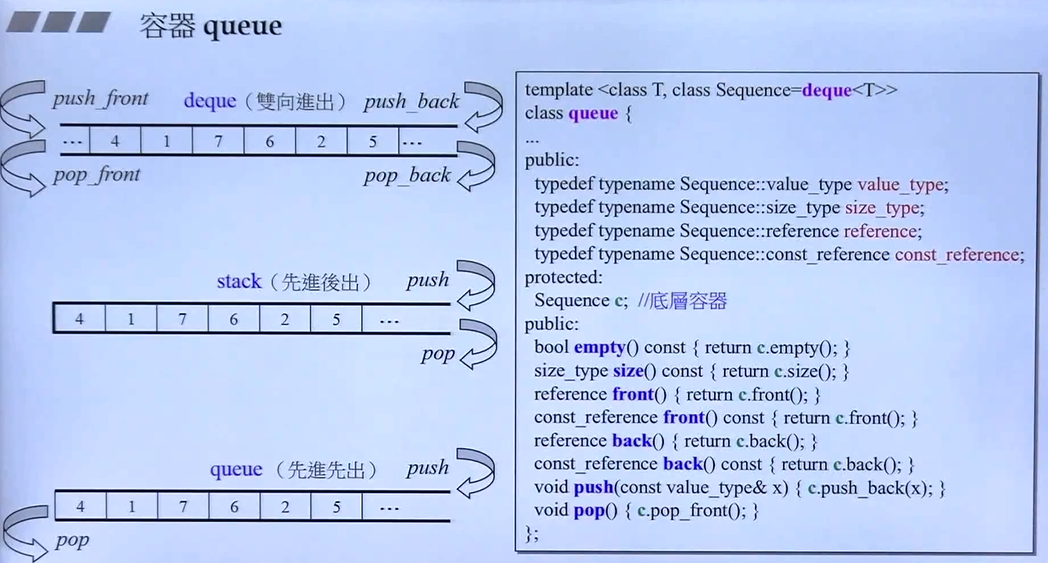 容器 queue
push_front deque（雙向進出） push_back
... 4 1 7 6 2 5 ...
pop_front pop_back
stack（先進後出） push
4 1 7 6 2 5 ...
pop
queue （先進先出） push
4 1 7 6 2 5 ...
pop
template <class T, class Sequence=deque<T>>
class queue {
...
public:
typedef typename Sequence::value_type value_type;
typedef typename Sequence::size_type size_type;
typedef typename Sequence::reference reference;
typedef typename Sequence::const_reference const_reference;
protected:
Sequence c; //底層容器
public:
bool empty() const { return c.empty(); }
size_type size() const { return c.size(); }
reference front() { return c.front(); }
const_reference front() const { return c.front(); }
reference back() { return c.back(); }
const_reference back() const { return c.back(); }
void push(const value_type& x) { c.push_back(x); }
void pop() { c.pop_front(); }
};